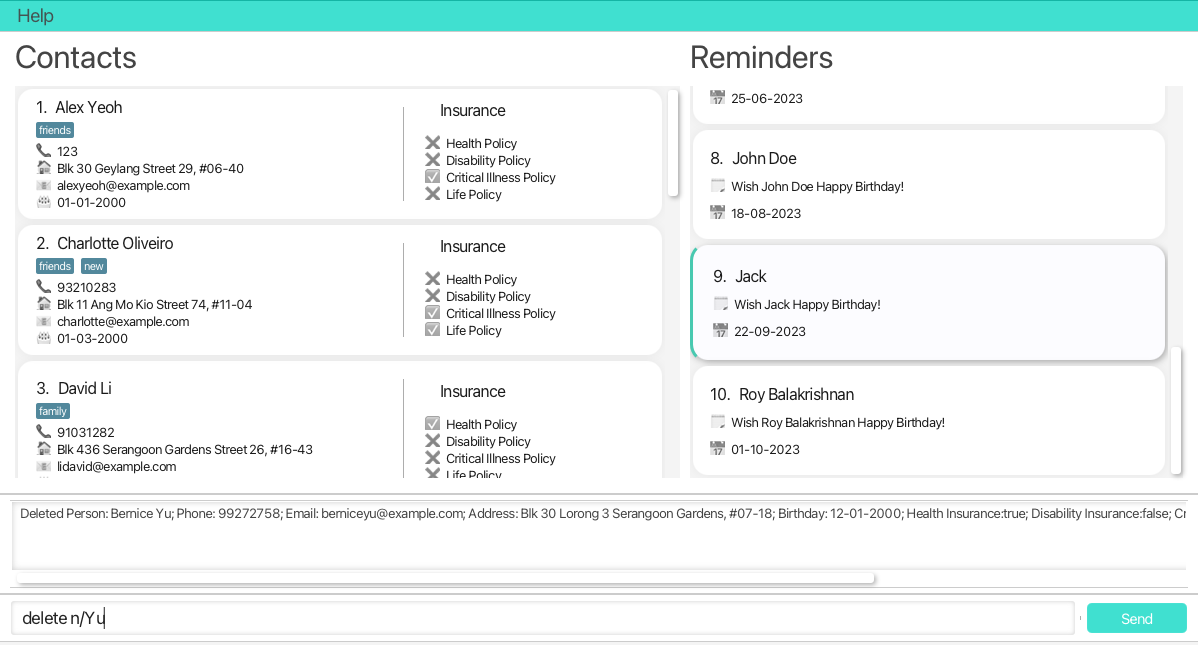 Help
Contacts
1. Alex Yeoh
friends
123
Blk 30 Geylang Street 29, #06-40
alexyeoh@example.com
01-01-2000
Insurance
Health Policy
Disability Policy
Critical Illness Policy
Life Policy
2. Charlotte Oliveiro
friends new
93210283
Blk 11 Ang Mo Kio Street 74, #11-04
charlotte@example.com
01-03-2000
Insurance
Health Policy
Disability Policy
Critical Illness Policy
Life Policy
3. David Li
family
91031282
Blk 436 Serangoon Gardens Street 26, #16-43
lidavid@example.com
Insurance
Health Policy
Disability Policy
Critical Illness Policy
Life Policy
Reminders
17 25-06-2023
8. John Doe
Wish John Doe Happy Birthday!
17 18-08-2023
9. Jack
Wish Jack Happy Birthday!
17 22-09-2023
10. Roy Balakrishnan
Wish Roy Balakrishnan Happy Birthday!
17 01-10-2023
Deleted Person: Bernice Yu; Phone: 99272758; Email: berniceyu@example.com; Address: Blk 30 Lorong 3 Serangoon Gardens, #07-18; Birthday: 12-01-2000; Health Insurance:true; Disability Insurance:false; Cr
delete n/Yu
Send